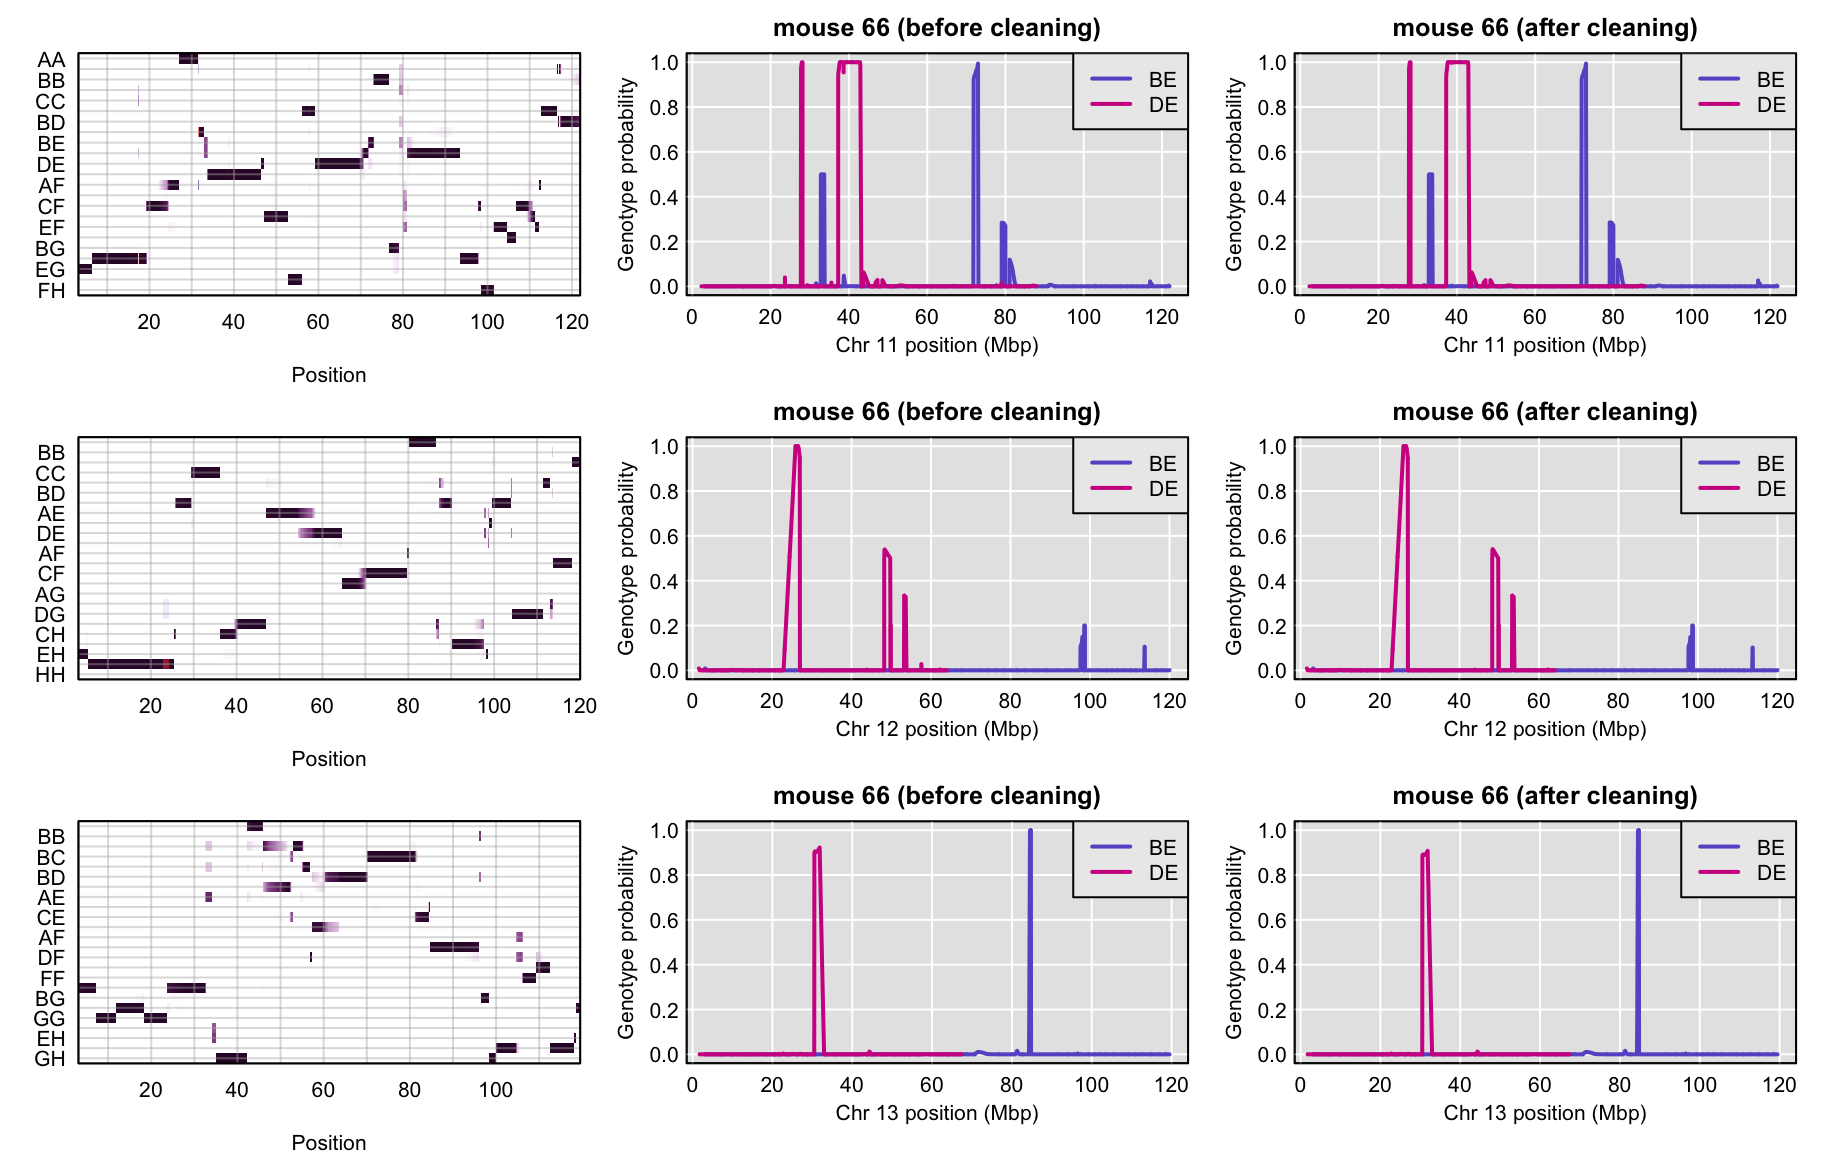 AA
BB
CC
BD
BE
DE
AF
CF
EF
BG
EG
FH
20 40 60 80 100 120
Position
mouse 66 (before cleaning)
Genotype probability
1.0
0.8
0.6
0.4
0.2
0.0
BE
DE
0 20 40 60 80 100 120
Chr 11 position (Mbp)
mouse 66 (after cleaning)
Genotype probability
1.0
0.8
0.6
0.4
0.2
0.0
BE
DE
0 20 40 60 80 100 120
Chr 11 position (Mbp)
BB
CC
BD
AE
DE
AF
CF
AG
DG
CH
EH
HH
20 40 60 80 100 120
Position
mouse 66 (before cleaning)
Genotype probability
1.0
0.8
0.6
0.4
0.2
0.0
BE
DE
0 20 40 60 80 100 120
Chr 12 position (Mbp)
mouse 66 (after cleaning)
Genotype probability
1.0
0.8
0.6
0.4
0.2
0.0
BE
DE
0 20 40 60 80 100 120
Chr 12 position (Mbp)
BB
BC
BD
AE
CE
AF
DF
FF
BG
GG
EH
GH
20 40 60 80 100
Position
mouse 66 (before cleaning)
Genotype probability
1.0
0.8
0.6
0.4
0.2
0.0
BE
DE
0 20 40 60 80 100 120
Chr 13 position (Mbp)
mouse 66 (after cleaning)
Genotype probability
1.0
0.8
0.6
0.4
0.2
0.0
BE
DE
0 20 40 60 80 100 120
Chr 13 position (Mbp)